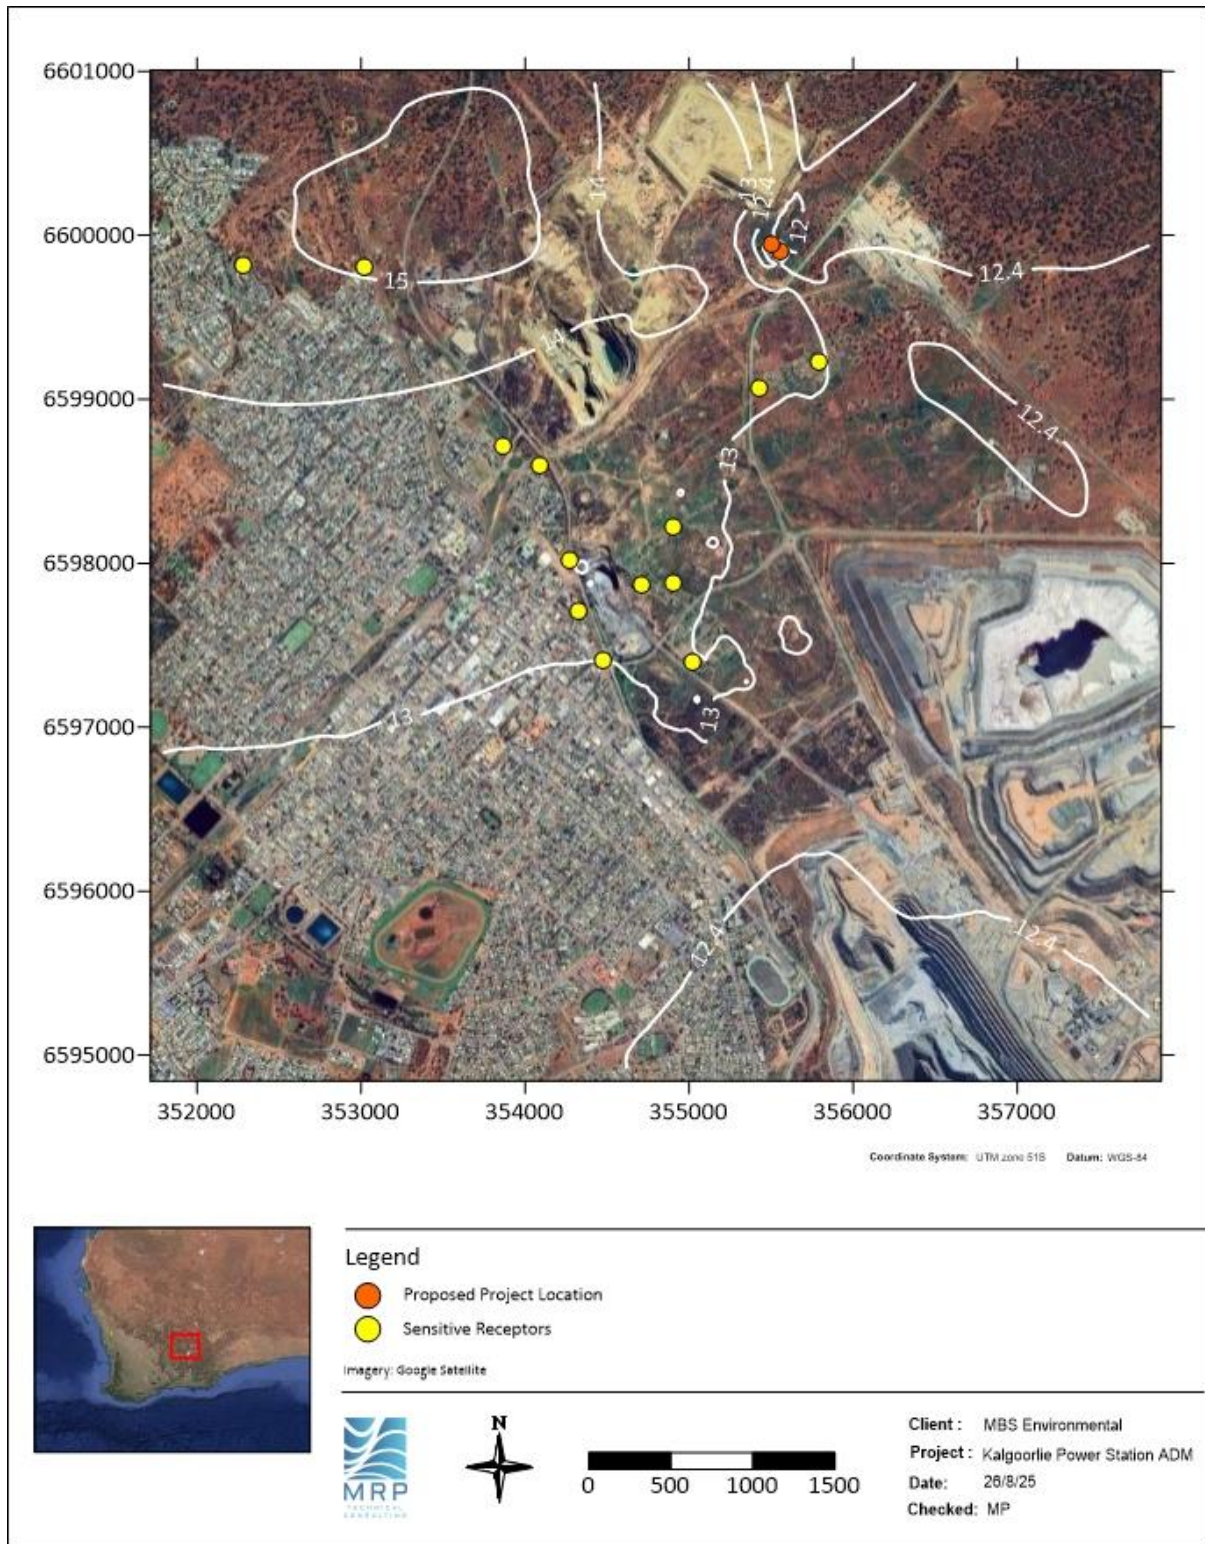 6601000
6600000
6599000
6598000
6597000
6596000
6595000
14
13
12.4
12
12.4
15
14
12.4
13
13
13
12.4
12.4
352000 353000 354000 355000 356000 357000
Coordinate System: UTM zone 51S Datum: WGS-84
Legend
Proposed Project Location
Sensitive Receptors
Imagery: Google Satellite
MRP
TECHNICAL
CONSULTING
N
0 500 1000 1500
Client : MBS Environmental
Project : Kalgoorlie Power Station ADM
Date: 26/8/25
Checked: MP